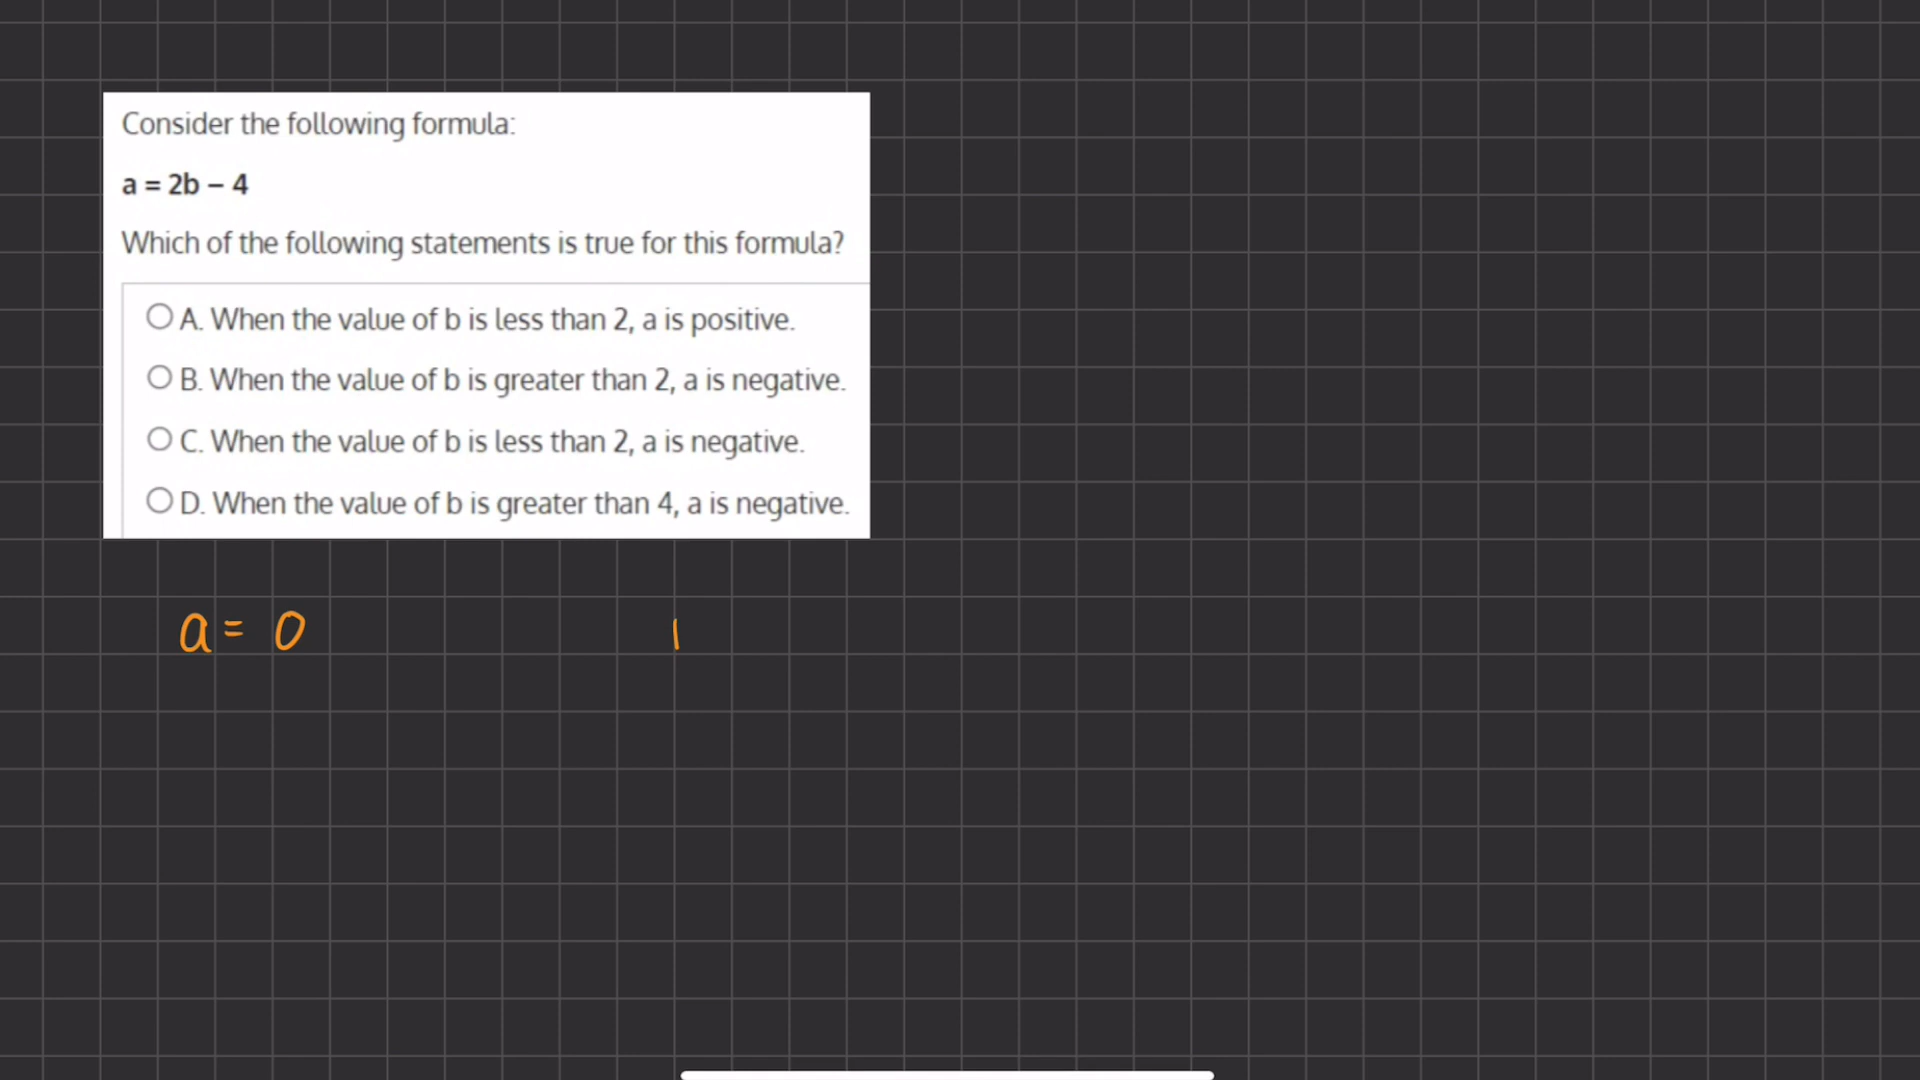 Consider the following formula:
a = 2b – 4
Which of the following statements is true for this formula?
A. When the value of b is less than 2, a is positive.
B. When the value of b is greater than 2, a is negative.
C. When the value of b is less than 2, a is negative.
D. When the value of b is greater than 4, a is negative.
a = 0